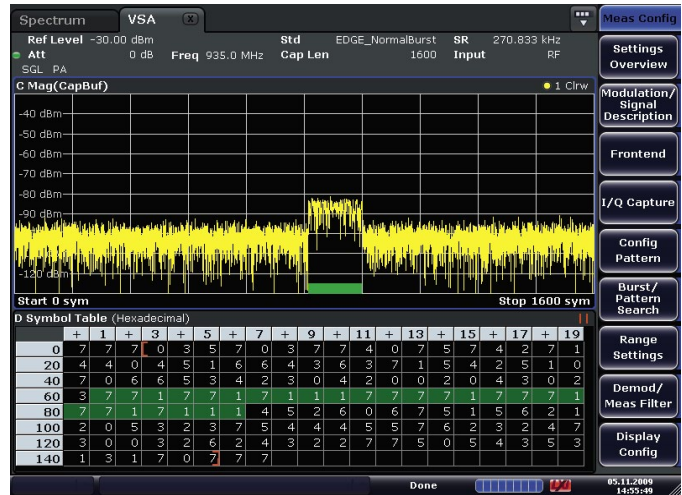 Spectrum VSA X
Meas Config
Ref Level -30.00 dBm Std EDGE_NormalBurst SR 270.833 kHz
Att 0 dB Freq 935.0 MHz Cap Len 1600 Input RF
SGL PA
C Mag(CapBuf) 1 Clrw
-40 dBm
-50 dBm
-60 dBm
-70 dBm
-80 dBm
-90 dBm
-120 dBm
Start 0 sym Stop 1600 sym
D Symbol Table (Hexadecimal)
+ 1 + 3 + 5 + 7 + 9 + 11 + 13 + 15 + 17 + 19
0 7 7 7 [ 0 3 5 7 0 3 7 7 4 0 7 5 7 4 2 7 1
20 4 4 0 4 5 1 6 6 4 3 6 3 7 1 5 4 2 5 1 0
40 7 0 6 6 5 3 4 2 3 0 4 2 0 0 2 0 4 3 0 2
60 3 7 7 1 7 7 1 7 1 1 1 7 7 7 7 1 7 7 7 1
80 7 7 1 7 1 1 1 4 5 2 6 0 6 7 5 1 5 6 2 1
100 2 0 5 3 2 3 7 5 4 4 4 5 5 7 6 2 3 2 4 7
120 3 0 0 3 2 6 2 4 3 2 2 7 7 5 0 5 4 3 5 3
140 1 3 1 7 0 7 ] 7 7
Settings Overview
Modulation/ Signal Description
Frontend
I/Q Capture
Config Pattern
Burst/ Pattern Search
Range Settings
Demod/ Meas Filter
Display Config
Done
05.11.2009
14:55:49